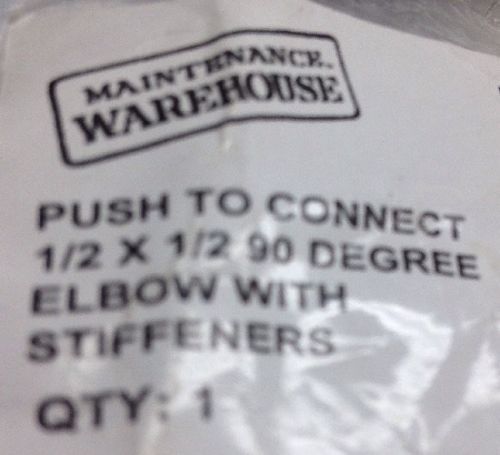 MAINTENANCE
WAREHOUSE
PUSH TO CONNECT
1/2 X 1/2 90 DEGREE
ELBOW WITH
STIFFENERS
QTY: 1